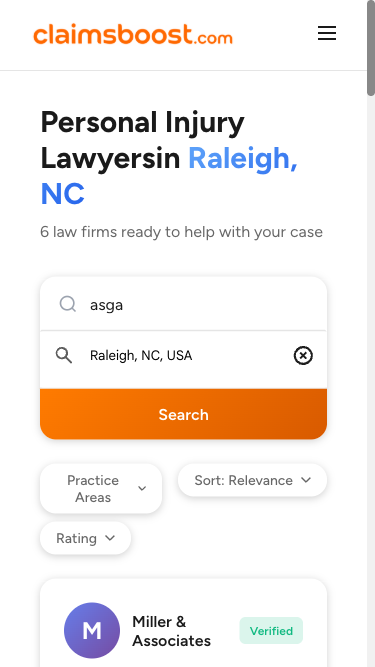 claimsboost.com
Personal Injury
Lawyersin Raleigh,
NC
6 law firms ready to help with your case
asga
Raleigh, NC, USA
Search
Practice
Areas
Sort: Relevance
Rating
M
Miller &
Associates
Verified